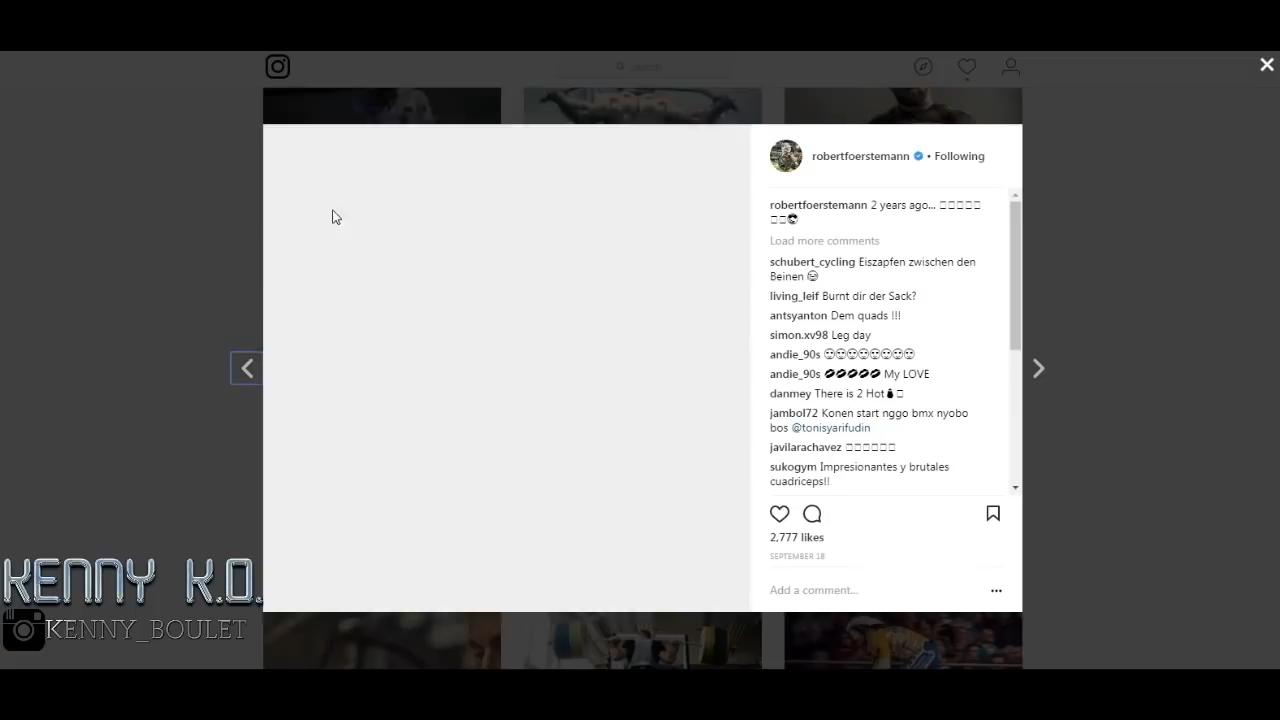 Search
robertfoerstemann • Following
robertfoerstemann 2 years ago...
Load more comments
schubert_cycling Eiszapfen zwischen den
Beinen
living_leif Burnt dir der Sack?
antsyanton Dem quads !!!
simon.xv98 Leg day
andie_90s
andie_90s My LOVE
danmey There is 2 Hot
jambol72 Konen start nggo bmx nyobo
bos @tonisyarifudin
javilarachavez
sukogym Impresionantes y brutales
cuadriceps!!
2,777 likes
SEPTEMBER 18
Add a comment...
KENNY K.O.
KENNY_BOULET